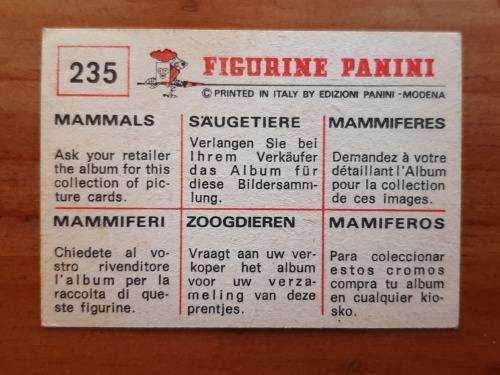 235
FIGURINE PANINI
© PRINTED IN ITALY BY EDIZIONI PANINI - MODENA
MAMMALS
Ask your retailer
the album for this
collection of pic-
ture cards.
SÄUGETIERE
Verlangen Sie bei
Ihrem Verkäufer
das Album für
diese Bildersamm-
lung.
MAMMIFERES
Demandez à votre
détaillant l'Album
pour la collection
de ces images.
MAMMIFERI
Chiedete al vo-
stro rivenditore
l'album per la
raccolta di que-
ste figurine.
ZOOGDIEREN
Vraagt aan uw ver-
koper het album
voor uw verza-
meling van deze
prentjes.
MAMIFEROS
Para coleccionar
estos cromos
compra tu album
en cualquier kio-
sko.